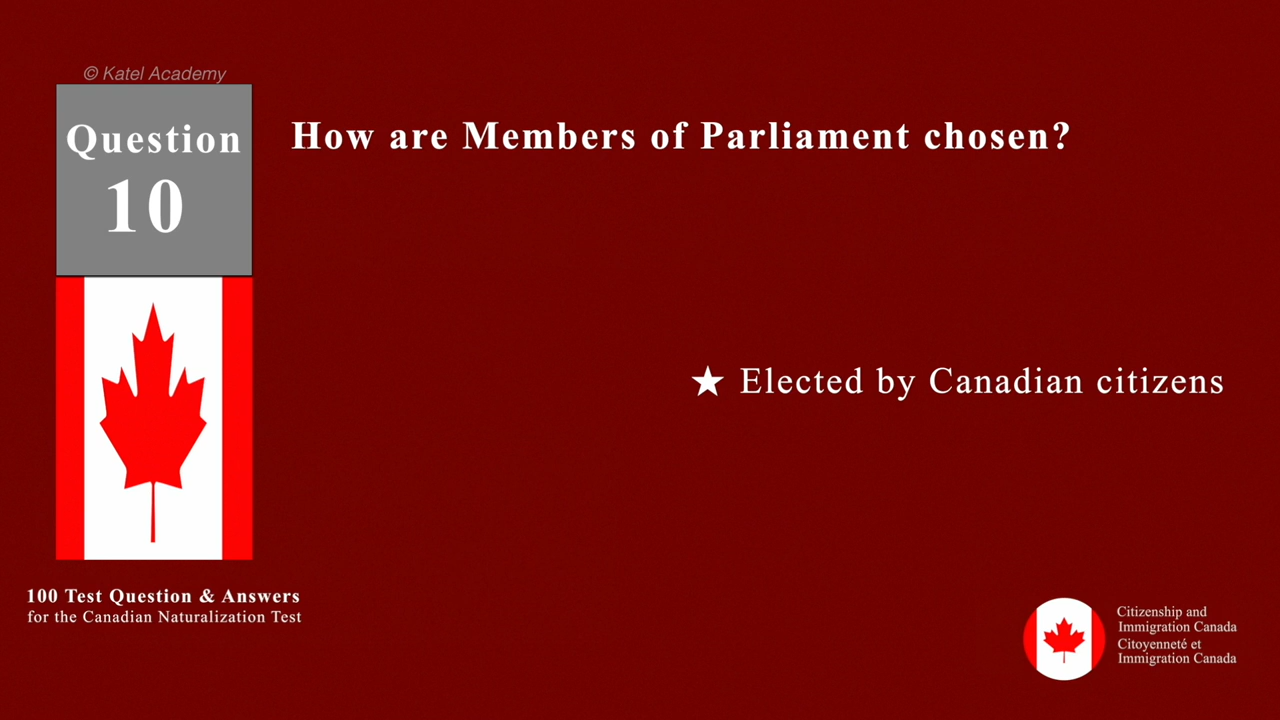 © Katel Academy
Question
10
How are Members of Parliament chosen?
★ Elected by Canadian citizens
100 Test Question & Answers
for the Canadian Naturalization Test
Citizenship and
Immigration Canada
Citoyenneté et
Immigration Canada